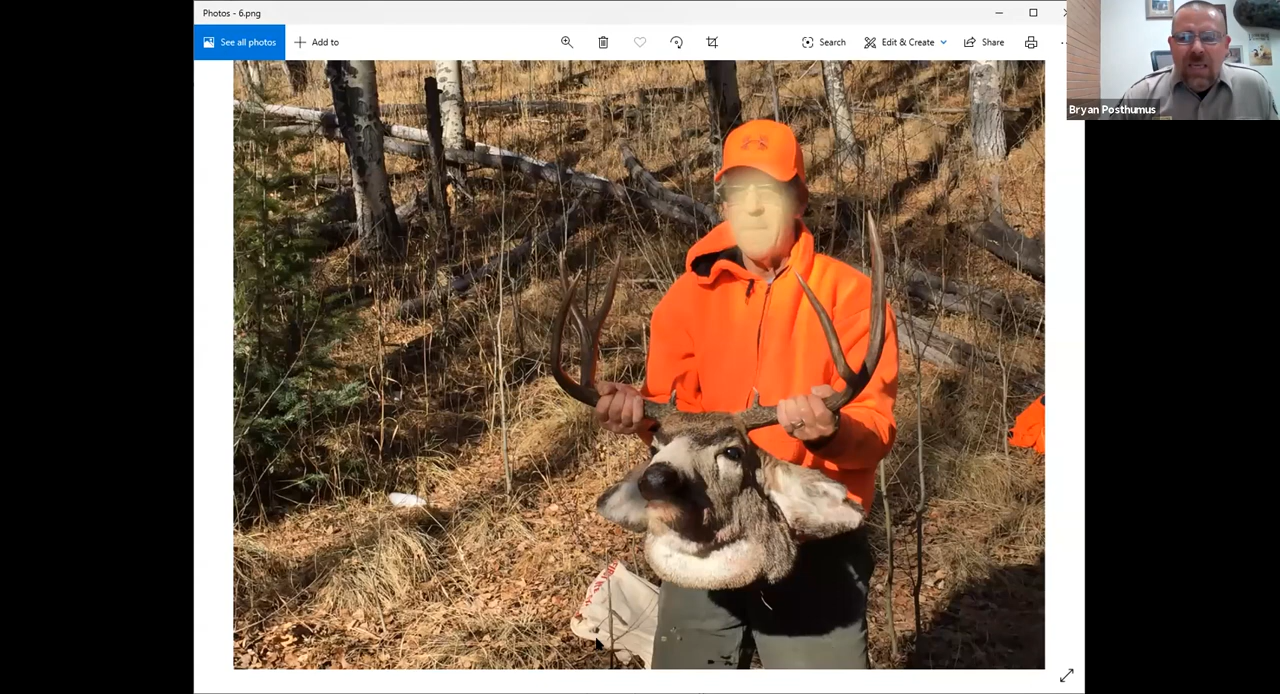 Photos - 6.png
See all photos
Add to
Search
Edit & Create
Share
Bryan Posthumus